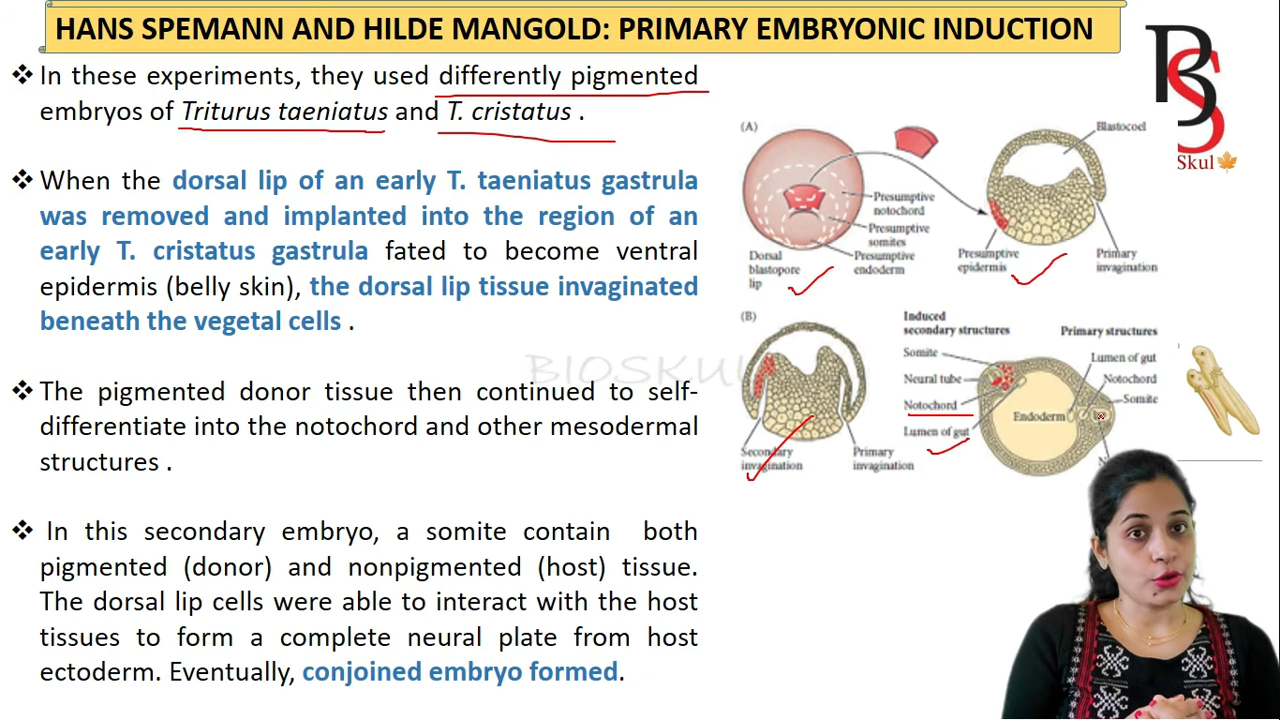 HANS SPEMANN AND HILDE MANGOLD: PRIMARY EMBRYONIC INDUCTION
❖ In these experiments, they used differently pigmented
embryos of Triturus taeniatus and T. cristatus .
❖ When the dorsal lip of an early T. taeniatus gastrula
was removed and implanted into the region of an
early T. cristatus gastrula fated to become ventral
epidermis (belly skin), the dorsal lip tissue invaginated
beneath the vegetal cells .
❖ The pigmented donor tissue then continued to self-
differentiate into the notochord and other mesodermal
structures .
❖ In this secondary embryo, a somite contain both
pigmented (donor) and nonpigmented (host) tissue.
The dorsal lip cells were able to interact with the host
tissues to form a complete neural plate from host
ectoderm. Eventually, conjoined embryo formed.
BS
Skul
(A)
Blastocoel
Presumptive
notochord
Presumptive
somites
Presumptive
endoderm
Dorsal
blastopore
lip
Presumptive
epidermis
Primary
invagination
(B)
Induced
secondary structures
Primary structures
Somite
Neural tube
Notochord
Lumen of gut
Endoderm
Lumen of gut
Notochord
Somite
N
Secondary
invagination
Primary
invagination
BIOSKUL